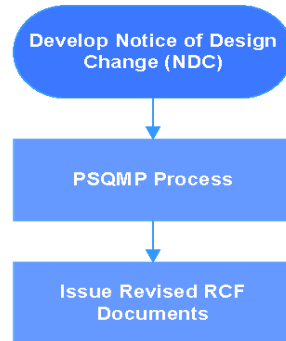 Develop Notice of Design
Change (NDC)
PSQMP Process
Issue Revised RCF
Documents